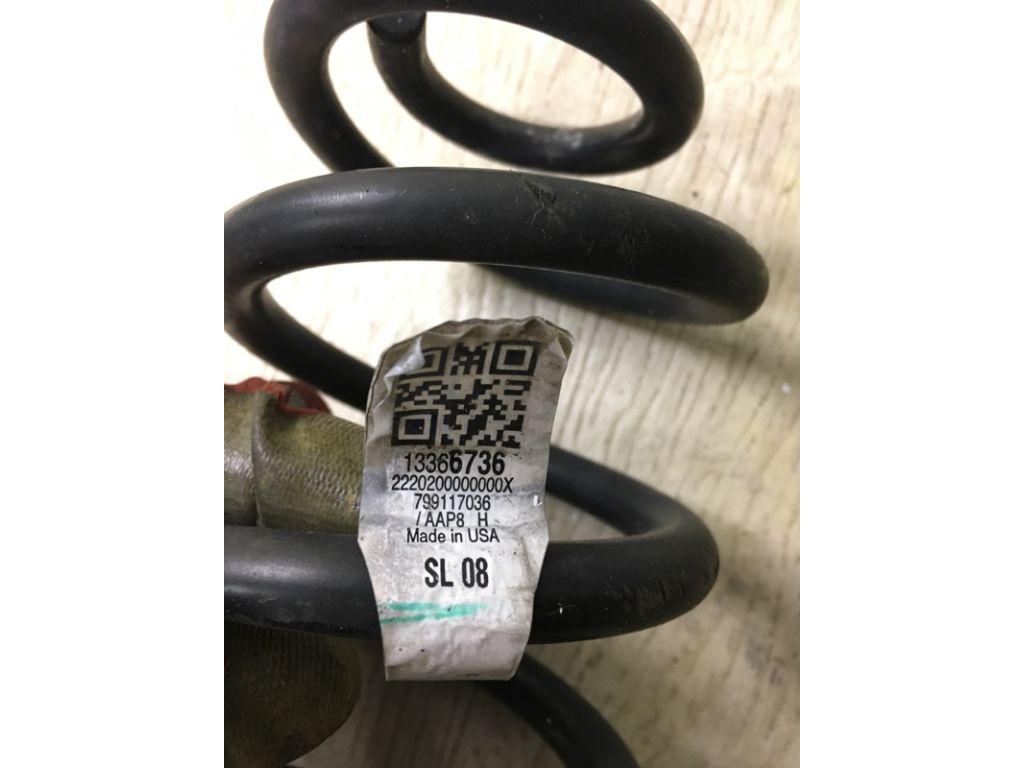 13366736
2220200000000X
799117036
/AAP8 H
Made in USA
SL 08